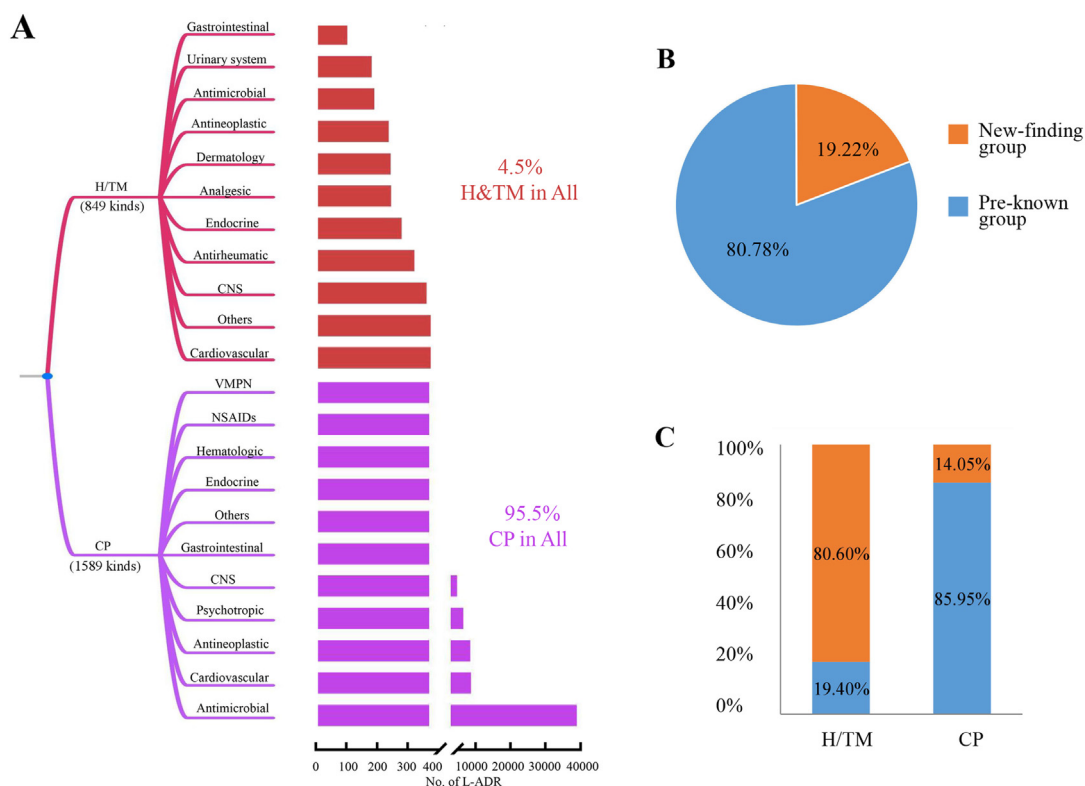 A
Gastrointestinal
Urinary system
Antimicrobial
Antineoplastic
Dermatology
H/TM
(849 kinds)
Analgesic
Endocrine
Antirheumatic
CNS
Others
Cardiovascular
4.5%
H&TM in All
VMPN
NSAIDs
Hematologic
Endocrine
Others
CP
(1589 kinds)
Gastrointestinal
CNS
Psychotropic
Antineoplastic
Cardiovascular
Antimicrobial
95.5%
CP in All
0 100 200 300 400 10000 20000 30000 40000
No. of L-ADR
B
19.22%
80.78%
New-finding
group
Pre-known
group
C
100%
80%
60%
40%
20%
0%
80.60%
19.40%
14.05%
85.95%
H/TM CP